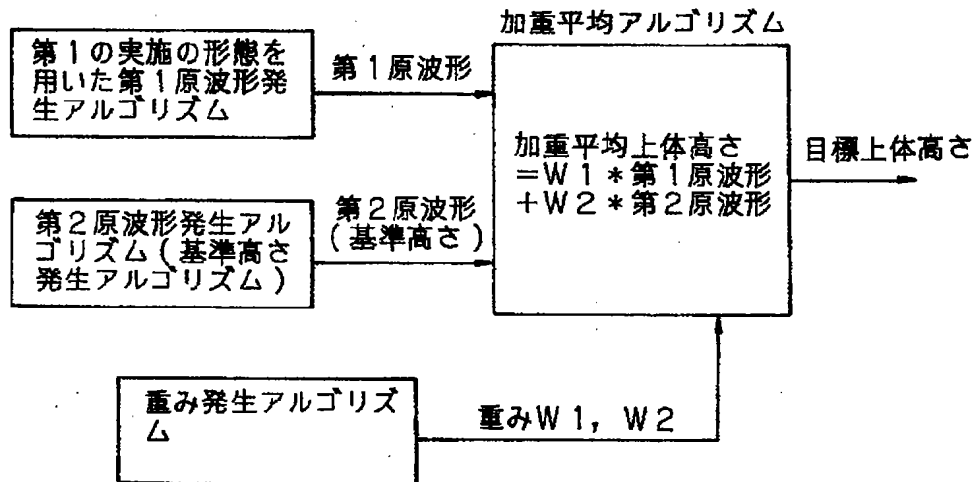 加重平均アルゴリズム
第1の実施の形態を
用いた第1原波形発
生アルゴリズム
第1原波形
加重平均上体高さ
=W1*第1原波形
+W2*第2原波形
目標上体高さ
第2原波形発生アル
ゴリズム(基準高さ
発生アルゴリズム)
第2原波形
(基準高さ)
重み発生アルゴリズ
ム
重みW1, W2